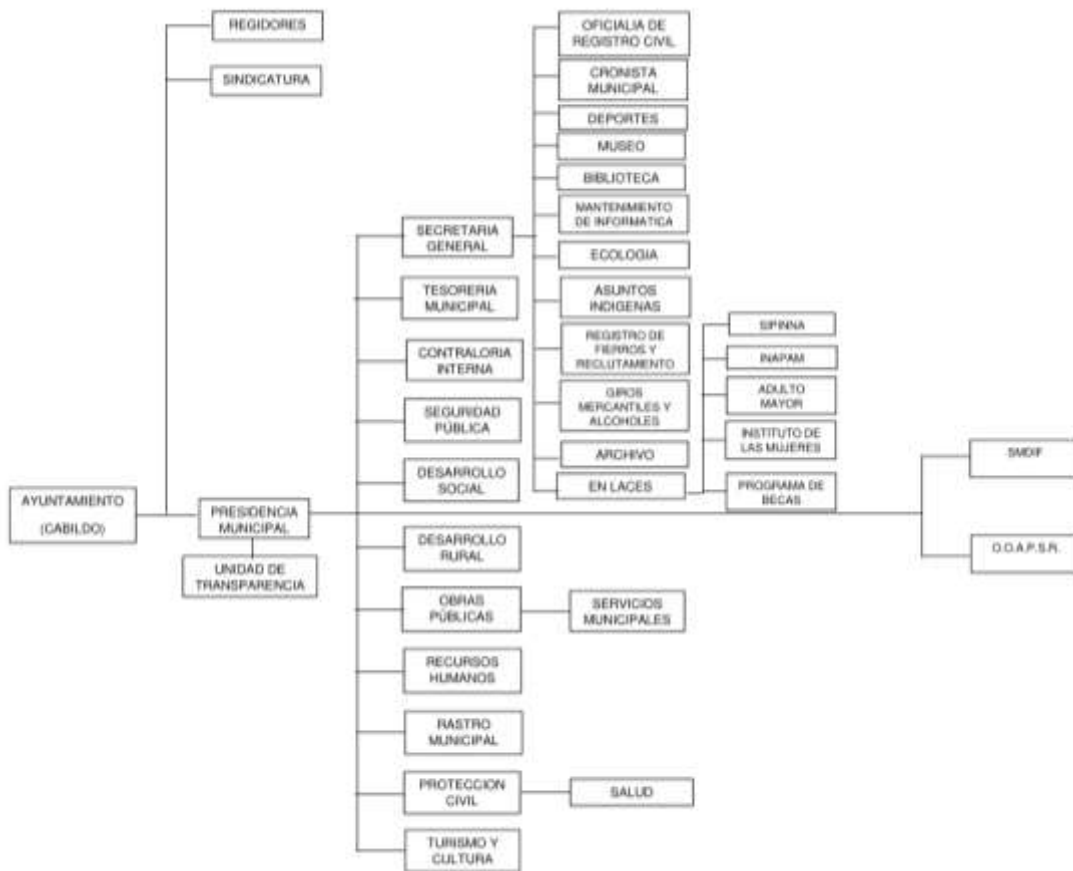 REGIDORES
SINDICATURA
OFICIALIA DE
REGISTRO CIVIL
CRONISTA
MUNICIPAL
DEPORTES
MUSEO
BIBLIOTECA
MANTENIMIENTO
DE INFORMATICA
ECOLOGIA
ASUNTOS
INDIGENAS
REGISTRO DE
FIERROS Y
RECLUTAMIENTO
GIROS
MERCANTILES Y
ALCOHOLES
ARCHIVO
EN LACES
SIPINNA
INAPAM
ADULTO
MAYOR
INSTITUTO DE
LAS MUJERES
PROGRAMA DE
BECAS
SECRETARIA
GENERAL
TESORERIA
MUNICIPAL
CONTRALORIA
INTERNA
SEGURIDAD
PÚBLICA
DESARROLLO
SOCIAL
AYUNTAMIENTO
(CABILDO)
PRESIDENCIA
MUNICIPAL
UNIDAD DE
TRANSPARENCIA
DESARROLLO
RURAL
OBRAS
PÚBLICAS
SERVICIOS
MUNICIPALES
RECURSOS
HUMANOS
RASTRO
MUNICIPAL
PROTECCION
CIVIL
SALUD
TURISMO Y
CULTURA
SMDIF
O.O.A.P.S.R.